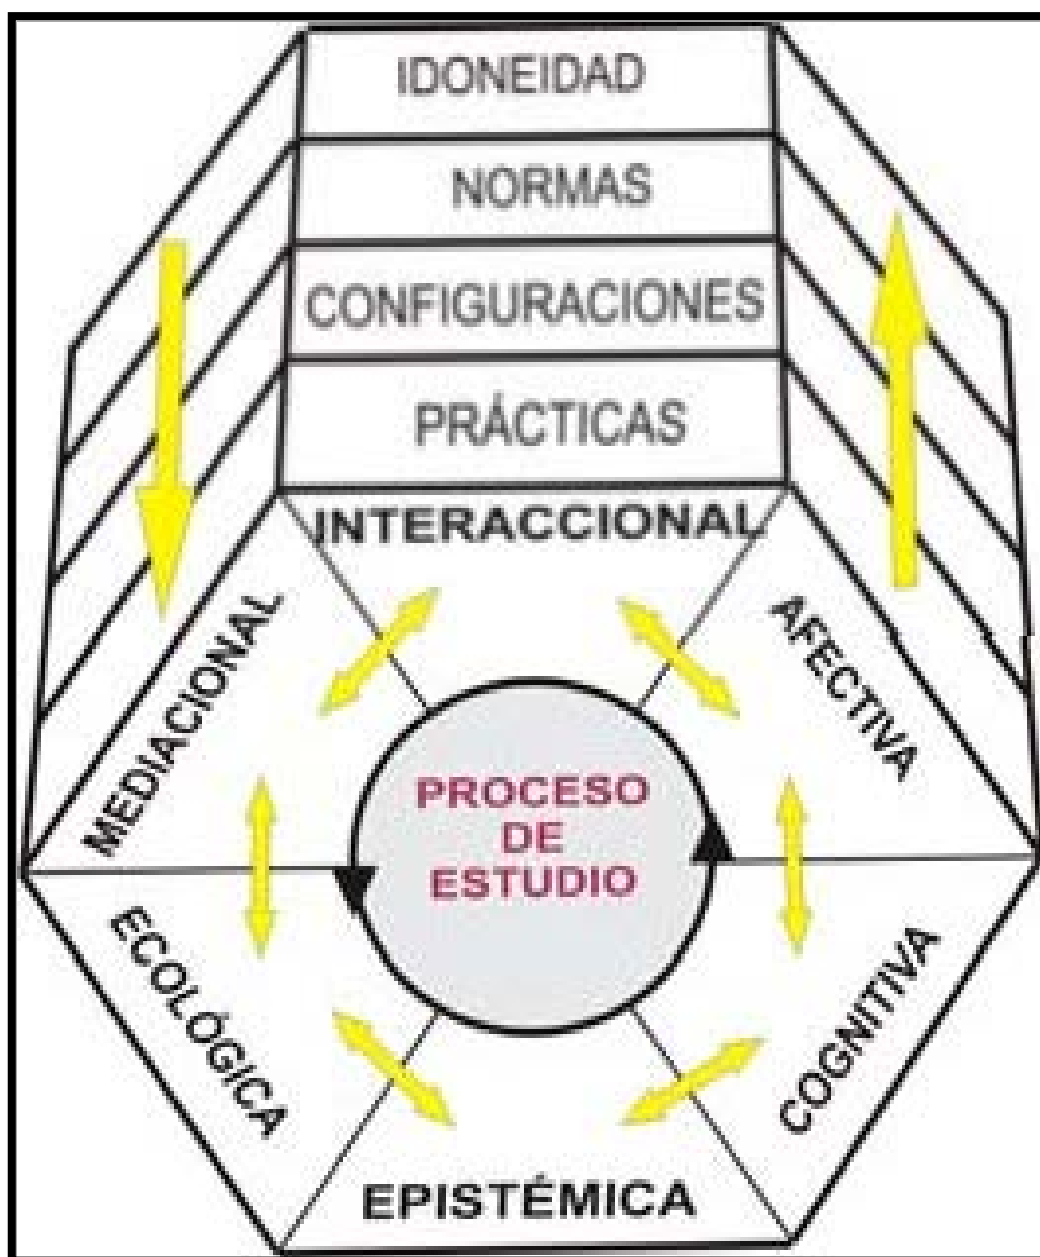 IDONEIDAD
NORMAS
CONFIGURACIONES
PRÁCTICAS
INTERACCIONAL
MEDIACIONAL
AFECTIVA
PROCESO
DE
ESTUDIO
ECOLÓGICA
COGNITIVA
EPISTÉMICA